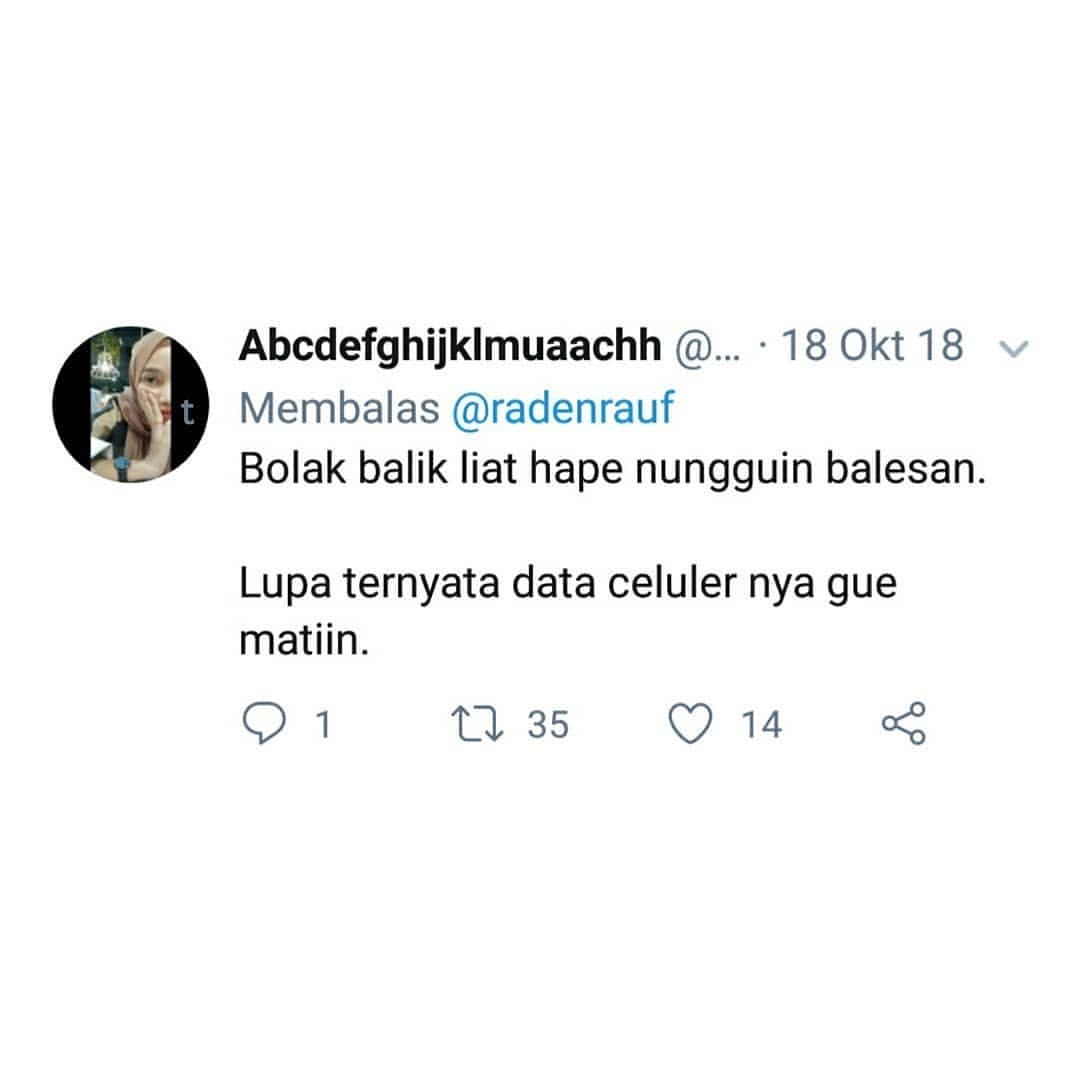 Abcdefghijklmuaachh @... · 18 Okt 18
Membalas @radenrauf
Bolak balik liat hape nungguin balesan.
Lupa ternyata data celuler nya gue
matiin.
1 35 14
t